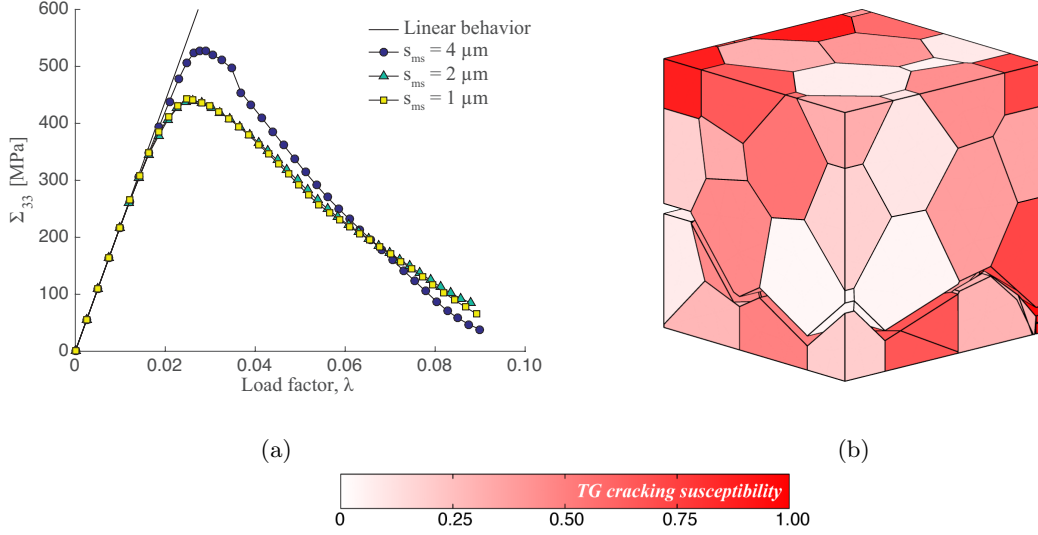 600
500
400
300
200
100
0
Σ33 [MPa]
Linear behavior
sms = 4 µm
sms = 2 µm
sms = 1 µm
0 0.02 0.04 0.06 0.08 0.10
Load factor, λ
(a) (b)
TG cracking susceptibility
0 0.25 0.50 0.75 1.00